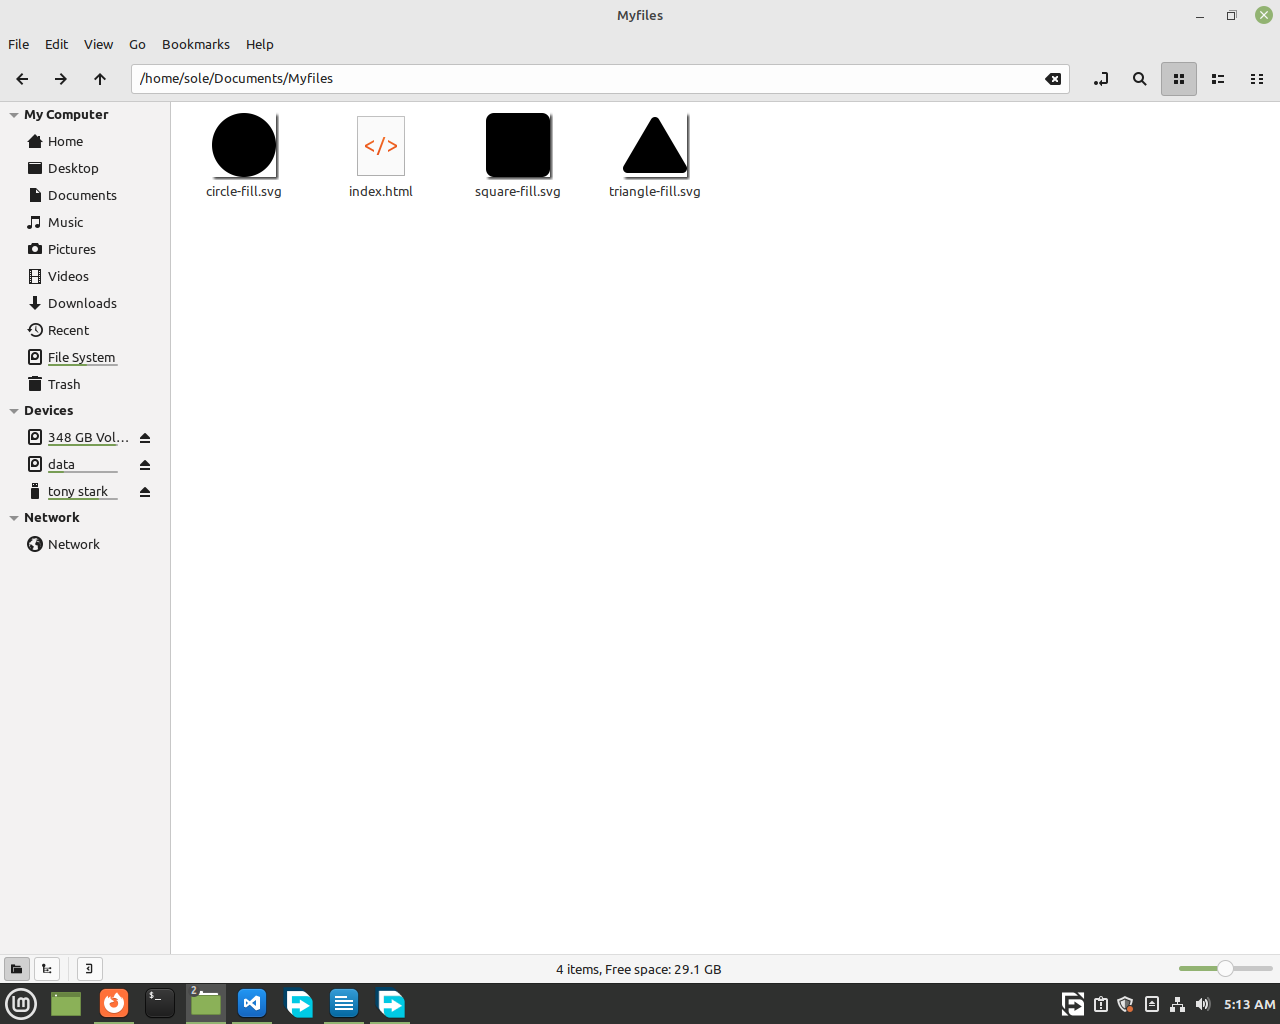 Myfiles
File Edit View Go Bookmarks Help
/home/sole/Documents/Myfiles
My Computer
Home
Desktop
Documents
Music
Pictures
Videos
Downloads
Recent
File System
Trash
Devices
348 GB Vol...
data
tony stark
Network
Network
circle-fill.svg
</>
index.html
square-fill.svg
triangle-fill.svg
4 items, Free space: 29.1 GB
lm
$_
2
5:13 AM